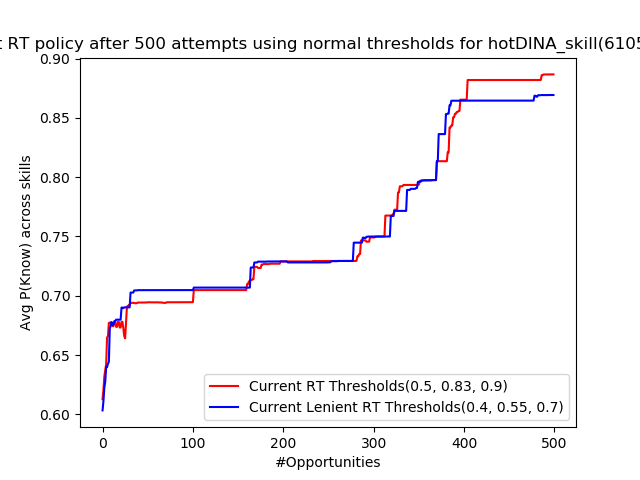 RT policy after 500 attempts using normal thresholds for hotDINA_skill(6105
0.90
0.85
0.80
0.75
0.70
0.65
0.60
Avg P(Know) across skills
Current RT Thresholds(0.5, 0.83, 0.9)
Current Lenient RT Thresholds(0.4, 0.55, 0.7)
0 100 200 300 400 500
#Opportunities